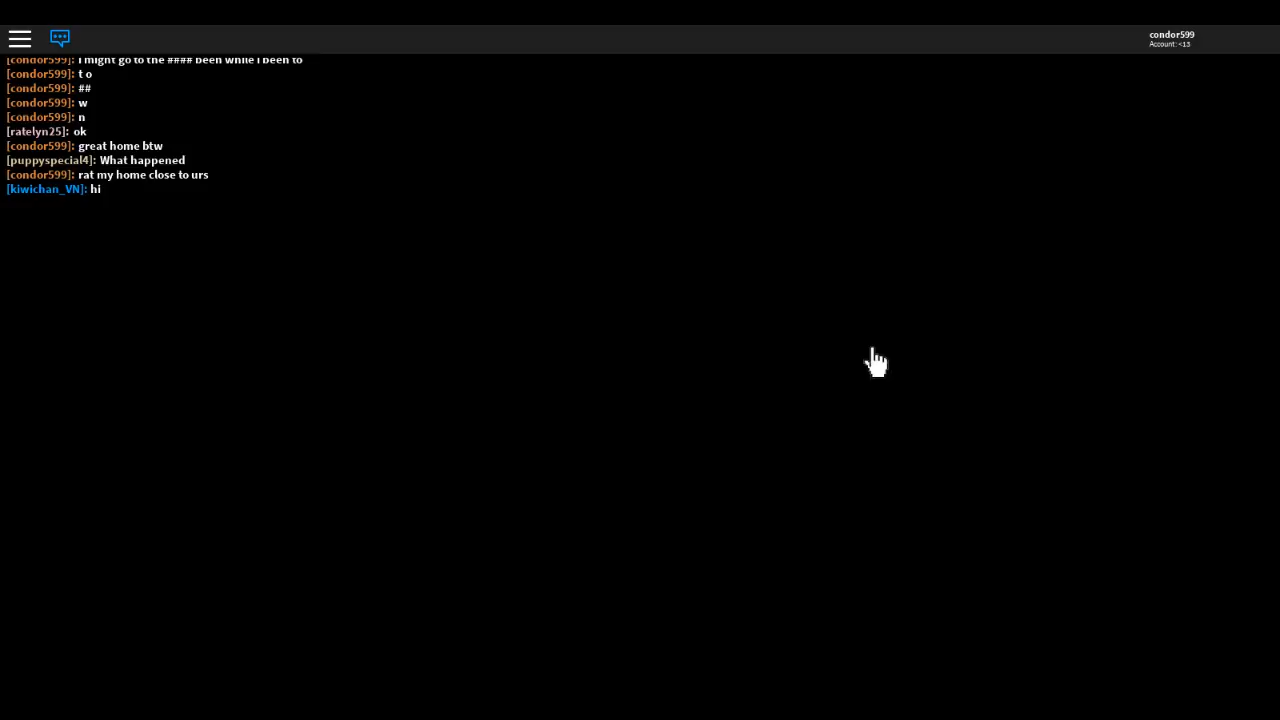 condor599
Account: <13
[condor599]: i might go to the #### been while i been to
[condor599]: t o
[condor599]: ##
[condor599]: w
[condor599]: n
[ratelyn25]: ok
[condor599]: great home btw
[puppyspecial4]: What happened
[condor599]: rat my home close to urs
[kiwichan_VN]: hi